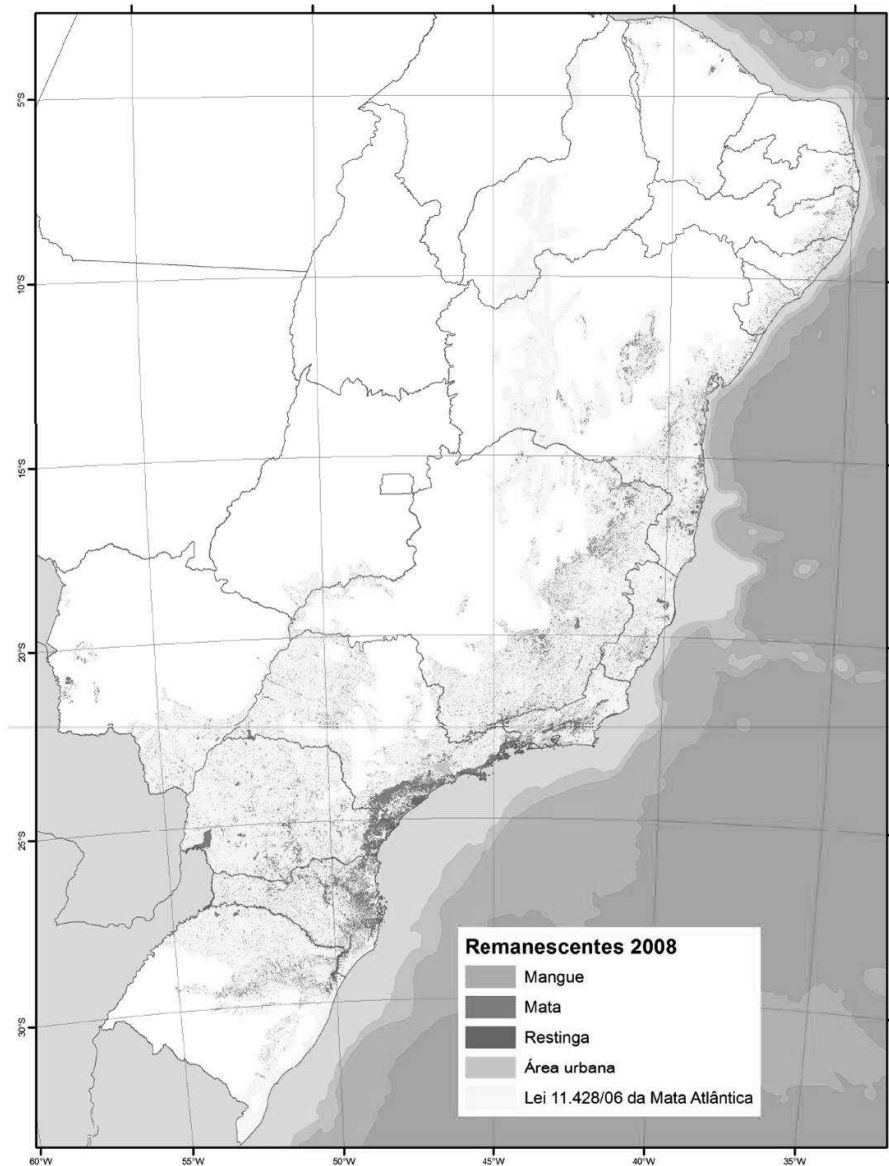 5°S
10°S
15°S
20°S
25°S
30°S
Remanescentes 2008
Mangue
Mata
Restinga
Área urbana
Lei 11.428/06 da Mata Atlântica
60°W
55°W
50°W
45°W
40°W
35°W